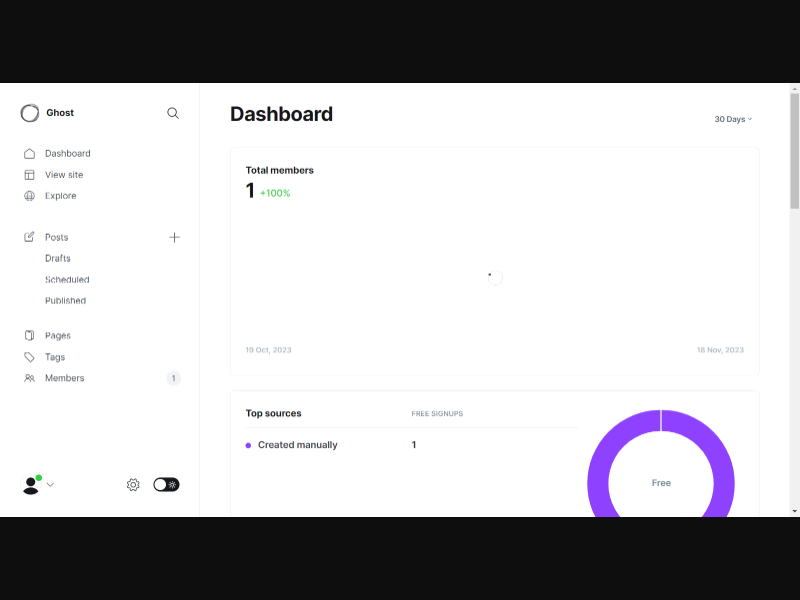 Ghost
Dashboard
View site
Explore
Posts
Drafts
Scheduled
Published
Pages
Tags
Members 1
Dashboard
30 Days
Total members
1 +100%
19 Oct, 2023 18 Nov, 2023
Top sources FREE SIGNUPS
Created manually 1
Free